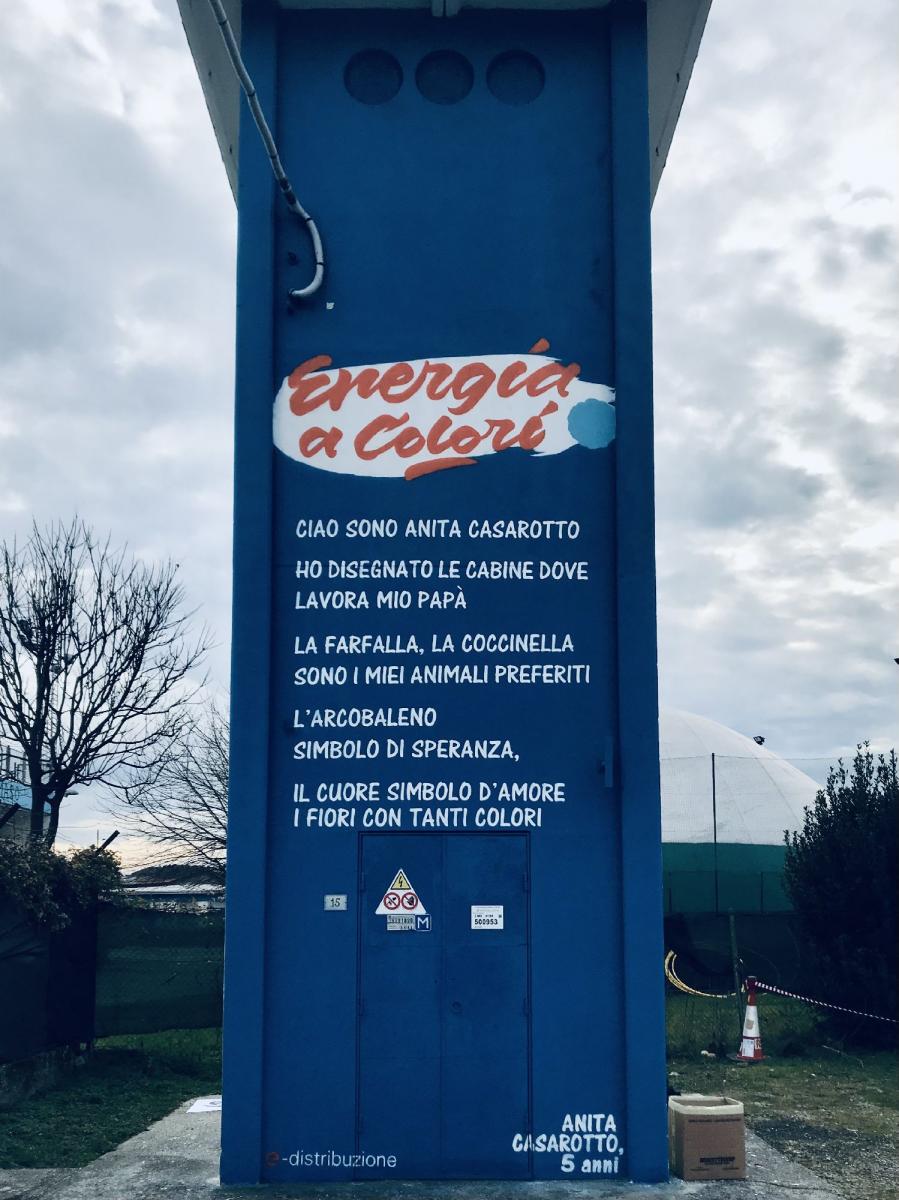 Energia
a Colori
CIAO SONO ANITA CASAROTTO
HO DISEGNATO LE CABINE DOVE
LAVORA MIO PAPÀ
LA FARFALLA, LA COCCINELLA
SONO I MIEI ANIMALI PREFERITI
L'ARCOBALENO
SIMBOLO DI SPERANZA,
IL CUORE SIMBOLO D'AMORE
I FIORI CON TANTI COLORI
15
M
500953
ANITA
CASAROTTO,
5 anni
e-distribuzione